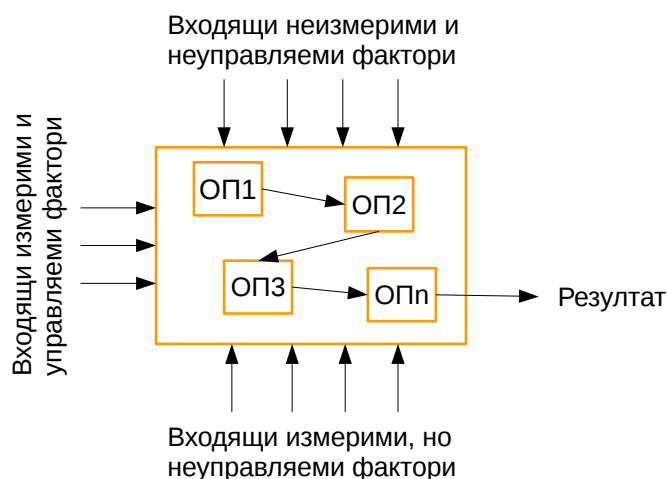 Входящи неизмерими и
неуправляеми фактори
Входящи измерими и
управляеми фактори
ОП1
ОП2
ОП3
ОПn
Резултат
Входящи измерими, но
неуправляеми фактори